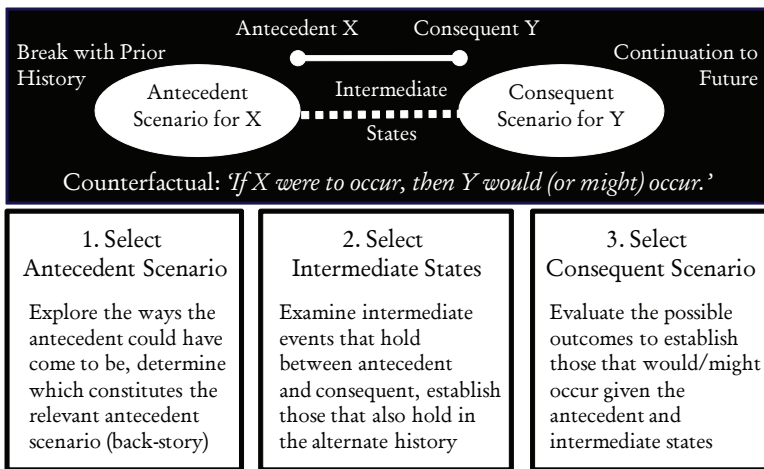 Antecedent X
Consequent Y
Break with Prior
History
Continuation to
Future
Antecedent
Scenario for X
Intermediate
States
Consequent
Scenario for Y
Counterfactual: ‘If X were to occur, then Y would (or might) occur.’
1. Select
Antecedent Scenario
Explore the ways the
antecedent could have
come to be, determine
which constitutes the
relevant antecedent
scenario (back-story)
2. Select
Intermediate States
Examine intermediate
events that hold
between antecedent
and consequent, establish
those that also hold in
the alternate history
3. Select
Consequent Scenario
Evaluate the possible
outcomes to establish
those that would/might
occur given the
antecedent and
intermediate states